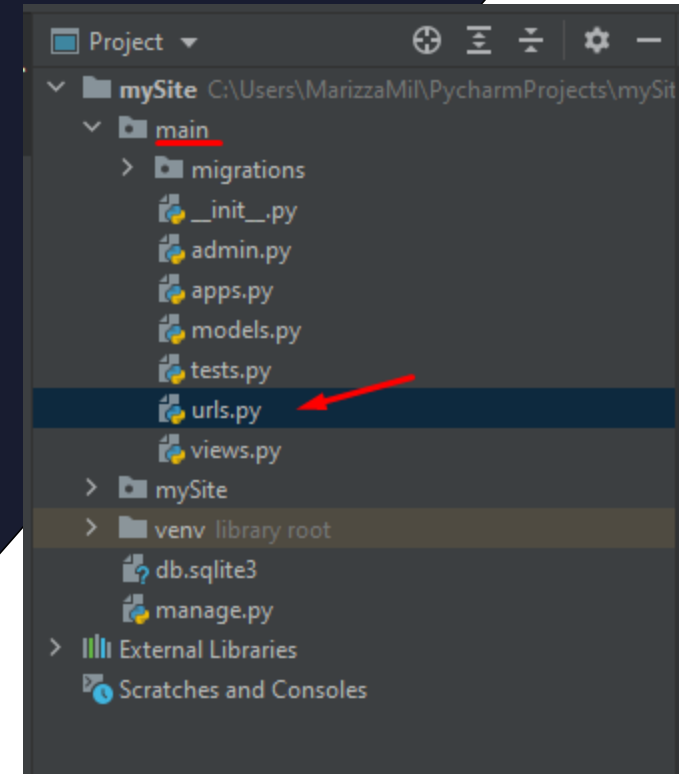 Project
mySite C:\Users\MarizzaMil\PycharmProjects\mySit
main
migrations
__init__.py
admin.py
apps.py
models.py
tests.py
urls.py
views.py
mySite
venv library root
db.sqlite3
manage.py
External Libraries
Scratches and Consoles